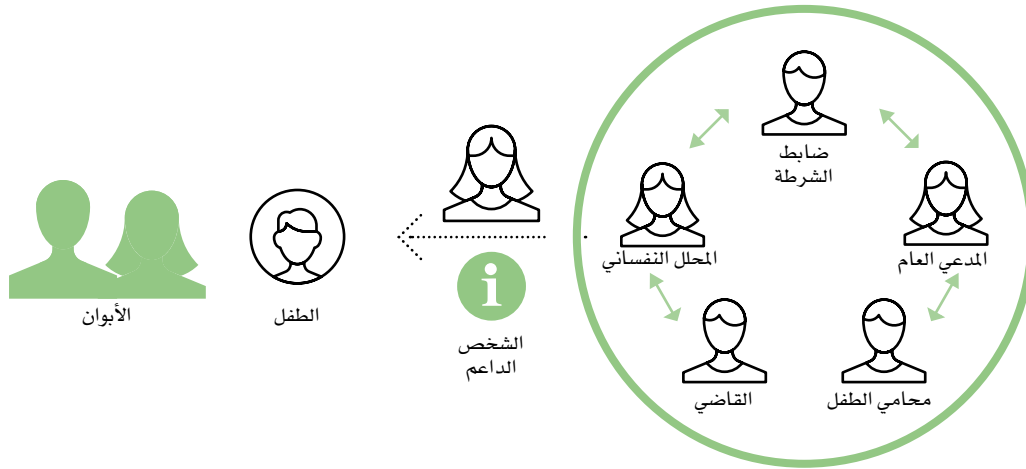 ضابط
الشرطة
المدعي العام
المحلل النفساني
محامي الطفل
القاضي
i
الشخص
الداعم
الطفل
الأبوان